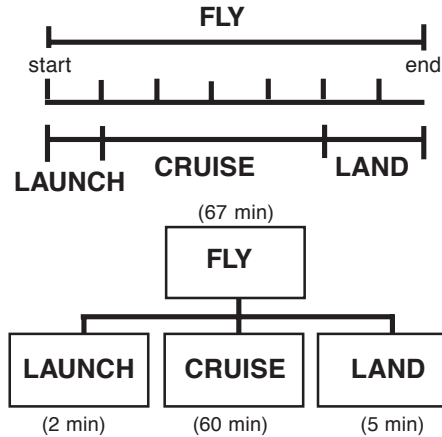 FLY
start end
LAUNCH CRUISE LAND
(67 min)
FLY
LAUNCH CRUISE LAND
(2 min) (60 min) (5 min)